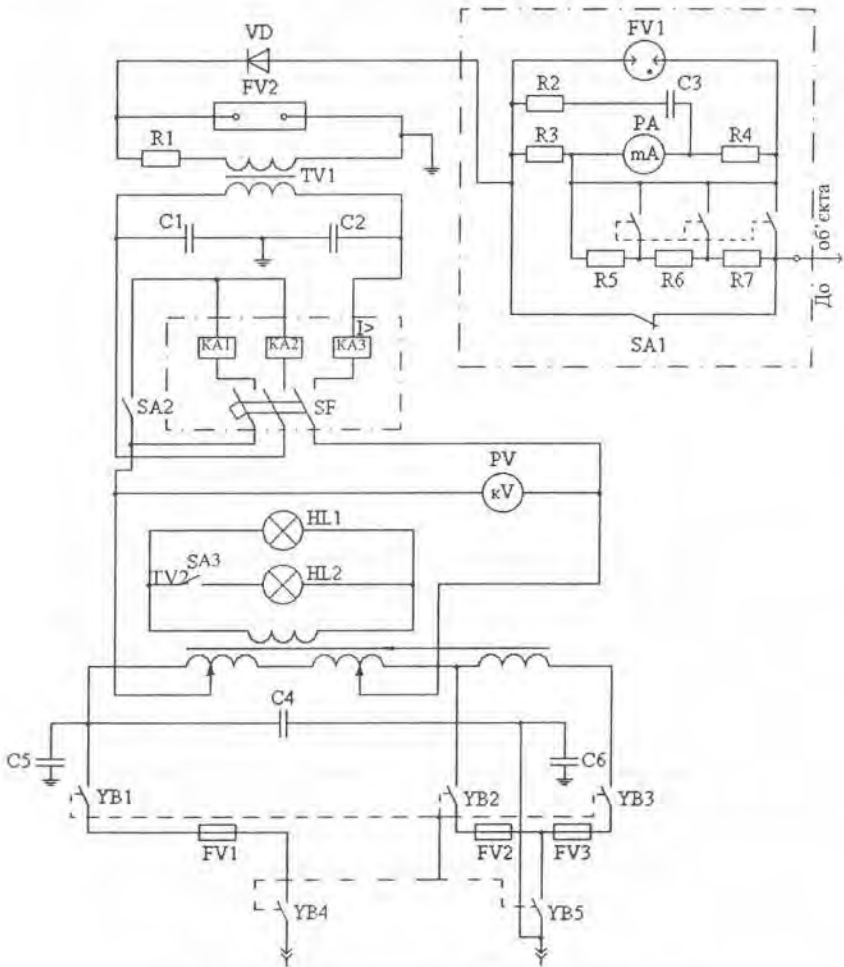 VD
FV2
R1
TV1
C1
C2
I>
KA1
KA2
KA3
SA2
SF
FV1
R2
C3
R3
PA
mA
R4
R5
R6
R7
SA1
До об'єкта
PV
кV
HL1
SA3
TV2
HL2
C4
C5
C6
YB1
YB2
YB3
FV1
FV2
FV3
YB4
YB5